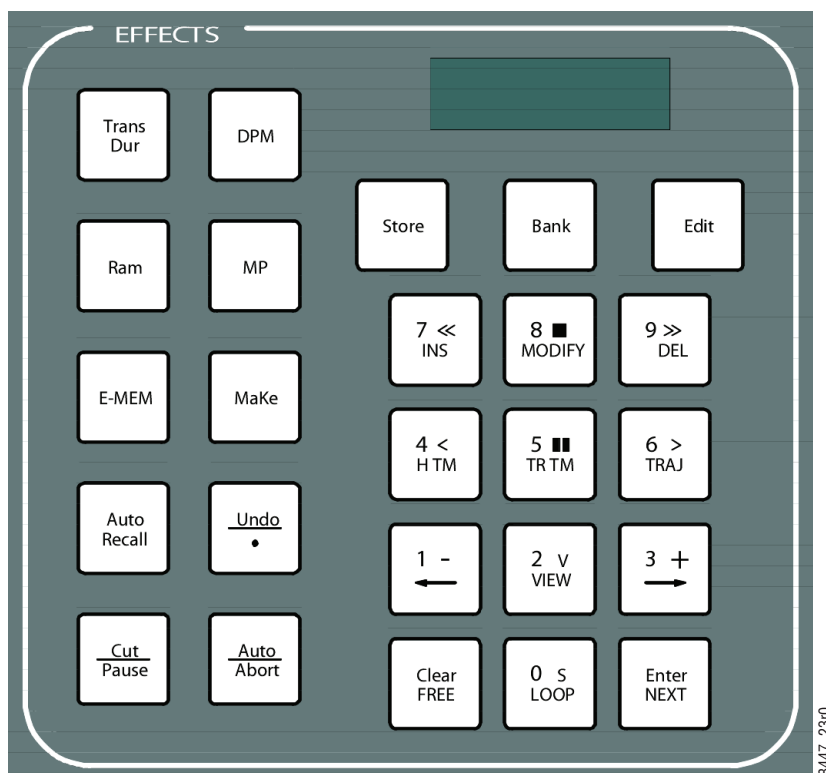 EFFECTS
Trans
Dur
DPM
Store
Bank
Edit
Ram
MP
7 «
INS
8 ■
MODIFY
9 »
DEL
E-MEM
MaKe
4 <
H TM
5 ▮▮
TR TM
6 >
TRAJ
Auto
Recall
Undo
•
1 -
←
2 V
VIEW
3 +
→
Cut
Pause
Auto
Abort
Clear
FREE
0 S
LOOP
Enter
NEXT